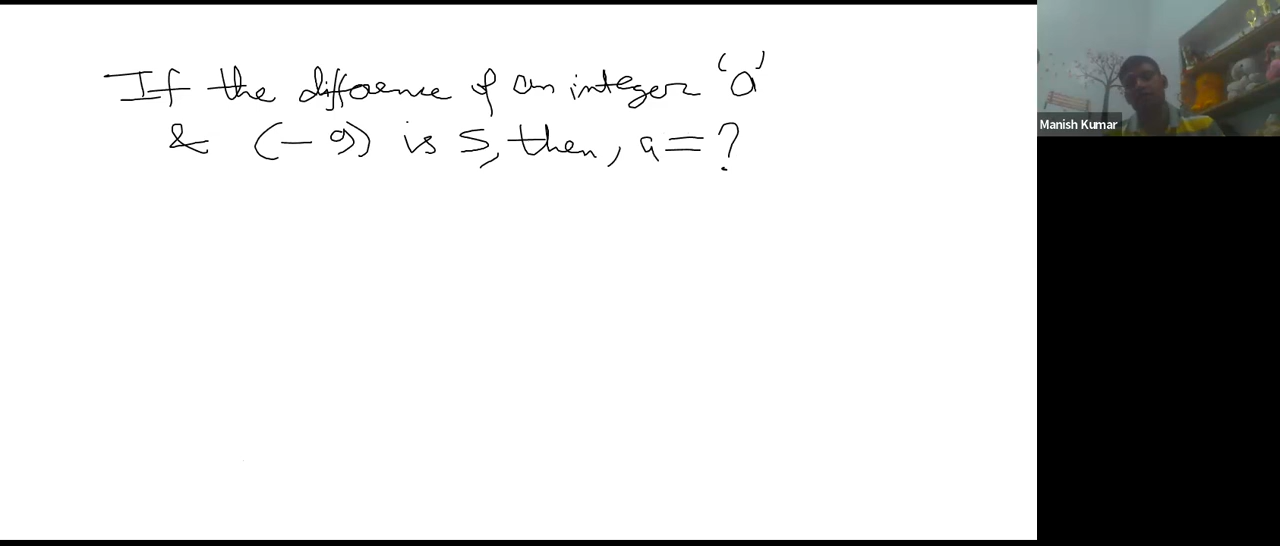 If the difference of an integer 'a'
& (-9) is 5, then, a = ?
Manish Kumar